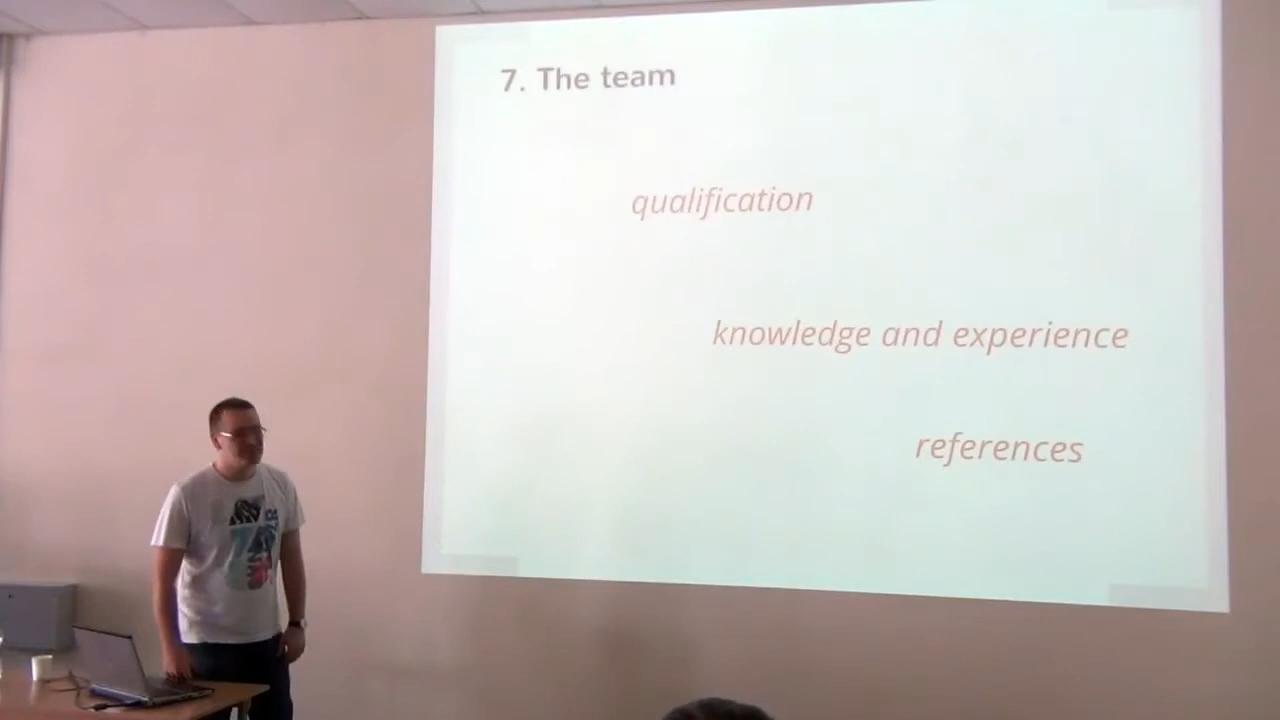 7. The team
qualification
knowledge and experience
references